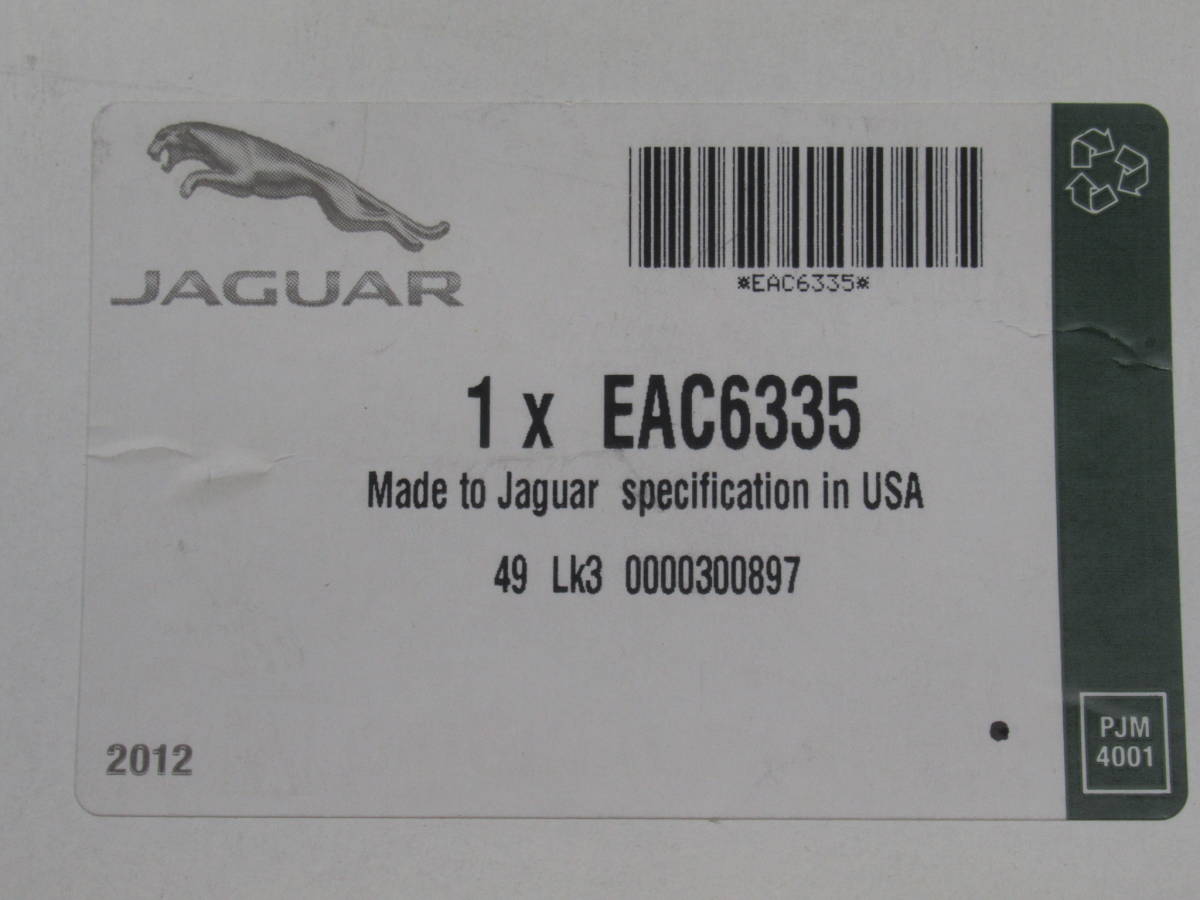 JAGUAR
*EAC6335*
1 x EAC6335
Made to Jaguar specification in USA
49 Lk3 0000300897
2012
PJM
4001